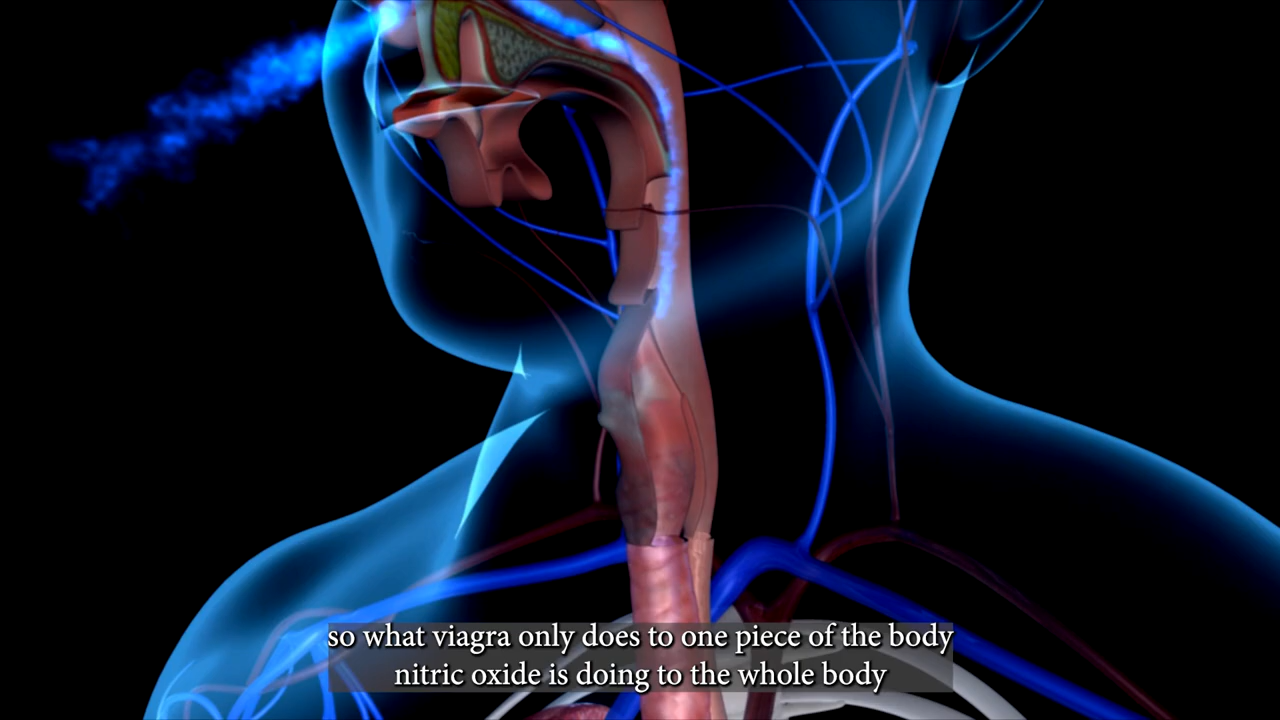 so what viagra only does to one piece of the body
nitric oxide is doing to the whole body